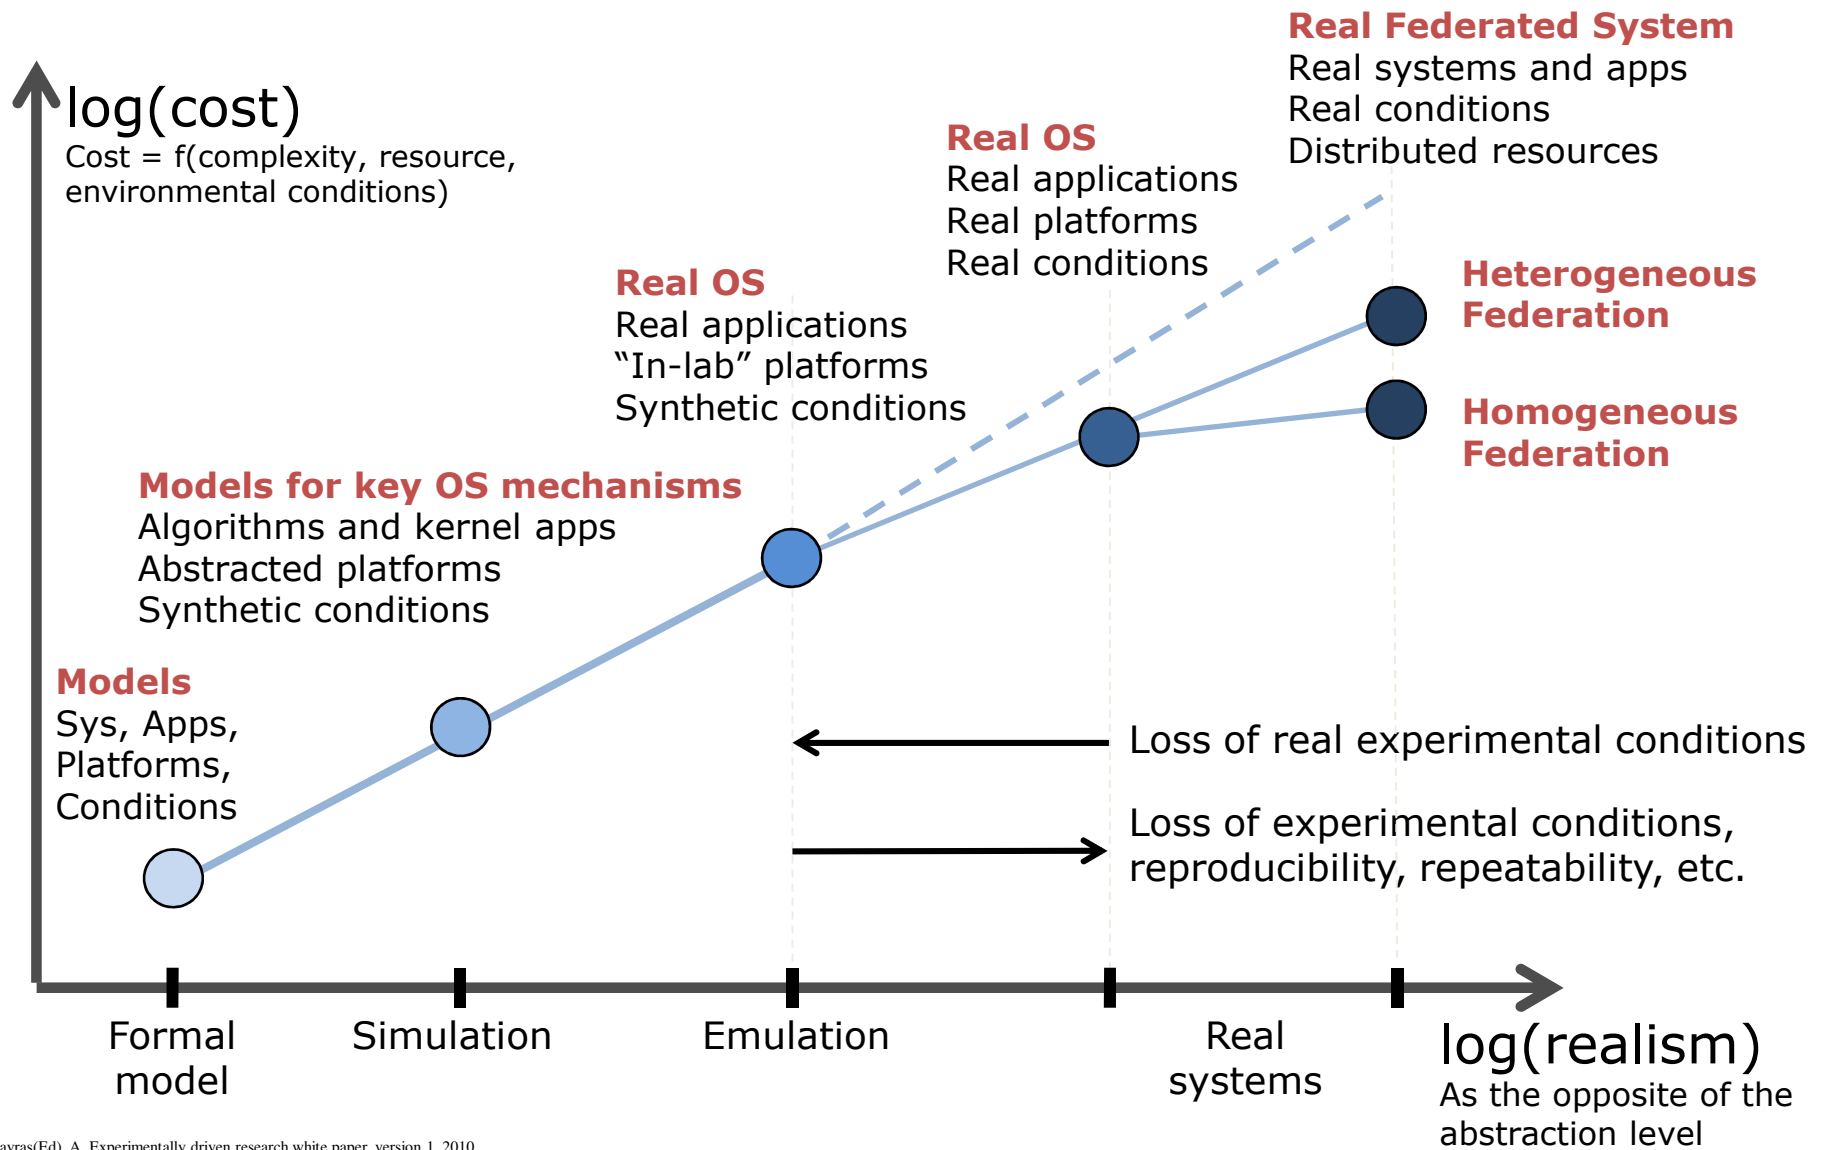 Real Federated System
Real systems and apps
Real conditions
Distributed resources
log(cost)
Cost = f(complexity, resource,
environmental conditions)
Real OS
Real applications
Real platforms
Real conditions
Real OS
Real applications
“In-lab” platforms
Synthetic conditions
Heterogeneous
Federation
Homogeneous
Federation
Models for key OS mechanisms
Algorithms and kernel apps
Abstracted platforms
Synthetic conditions
Models
Sys, Apps,
Platforms,
Conditions
Loss of real experimental conditions
Loss of experimental conditions,
reproducibility, repeatability, etc.
Formal
model
Simulation
Emulation
Real
systems
log(realism)
As the opposite of the
abstraction level
A. Experimentally driven research white paper, version 1, 2010